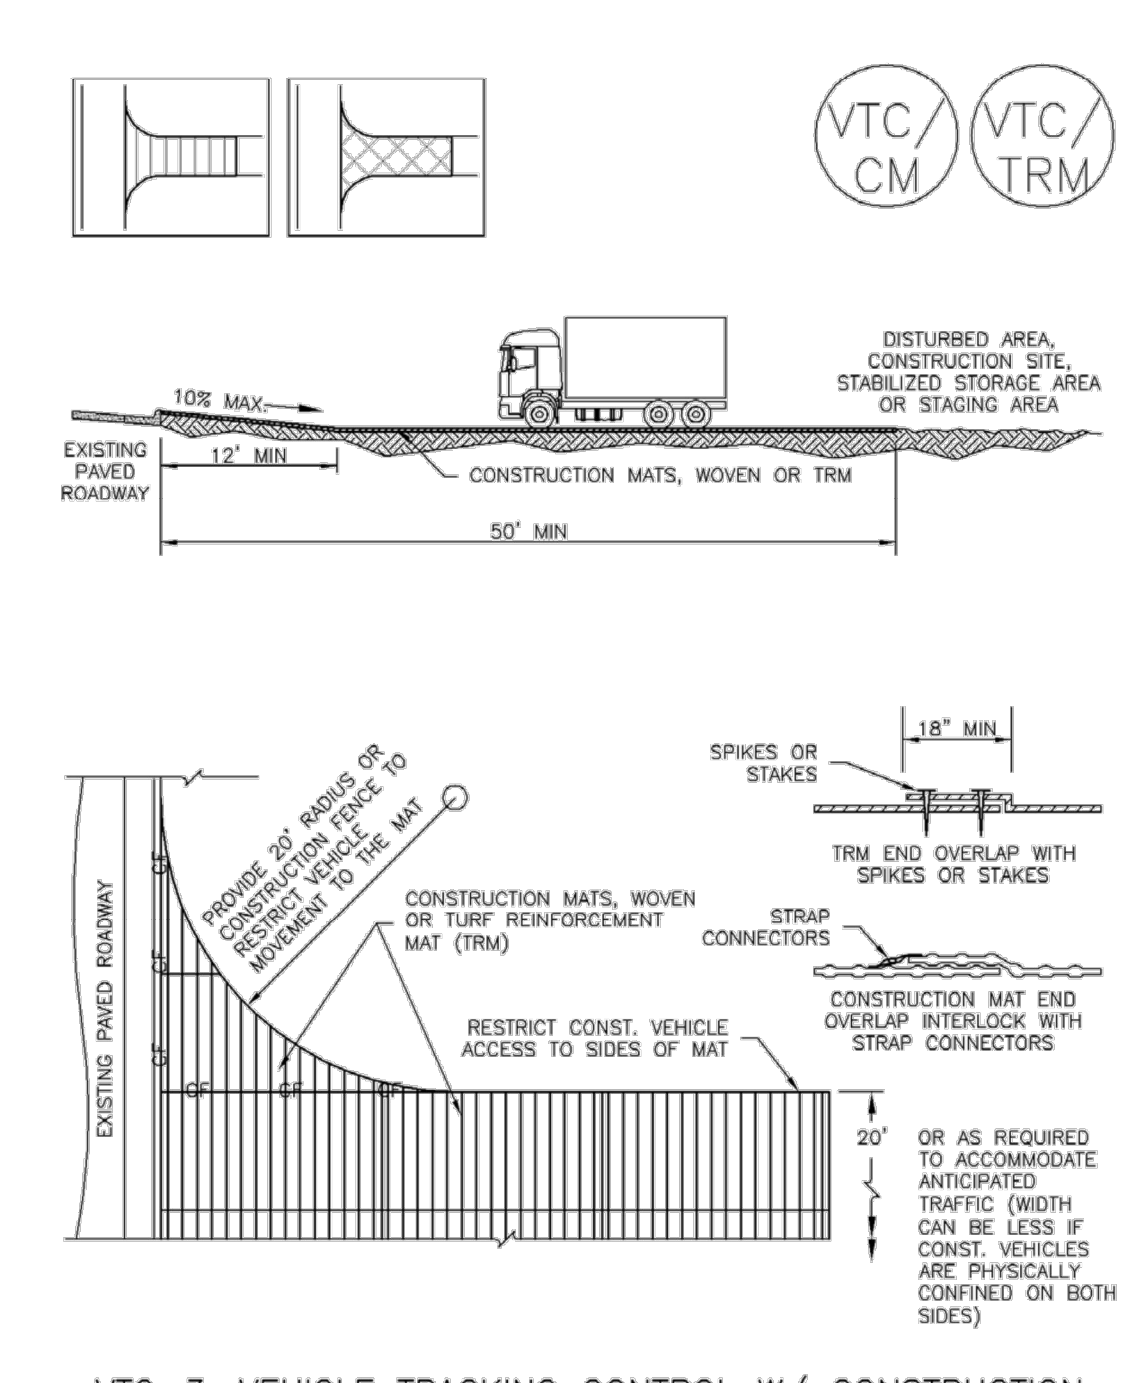 VTC/
CM
VTC/
TRM
DISTURBED AREA,
CONSTRUCTION SITE,
STABILIZED STORAGE AREA
OR STAGING AREA
10% MAX.
EXISTING
PAVED
ROADWAY
12' MIN
CONSTRUCTION MATS, WOVEN OR TRM
50' MIN
18" MIN
SPIKES OR
STAKES
TRM END OVERLAP WITH
SPIKES OR STAKES
PROVIDE 20' RADIUS OR
CONSTRUCTION FENCE TO
RESTRICT VEHICLE
MOVEMENT TO THE MAT
CF
CF
CF
EXISTING PAVED ROADWAY
CONSTRUCTION MATS, WOVEN
OR TURF REINFORCEMENT
MAT (TRM)
STRAP
CONNECTORS
CONSTRUCTION MAT END
OVERLAP INTERLOCK WITH
STRAP CONNECTORS
RESTRICT CONST. VEHICLE
ACCESS TO SIDES OF MAT
CF
CF
CF
20'
OR AS REQUIRED
TO ACCOMMODATE
ANTICIPATED
TRAFFIC (WIDTH
CAN BE LESS IF
CONST. VEHICLES
ARE PHYSICALLY
CONFINED ON BOTH
SIDES)
VEHICLE TRACKING CONTROL W/ CONSTRUCTION